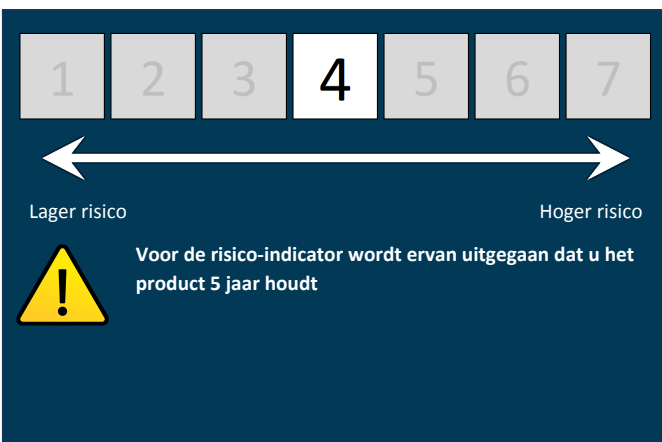 1 2 3 4 5 6 7
Lager risico Hoger risico
Voor de risico-indicator wordt ervan uitgegaan dat u het
product 5 jaar houdt